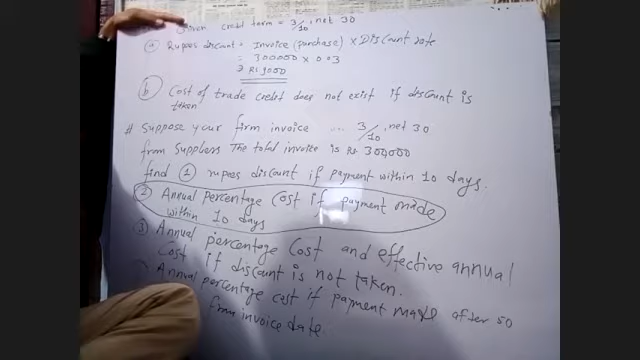 Given credit term = 3/10, net 30
(a) Rupees discount = Invoice (purchase) × Discount rate
= 300000 × 0.03
= Rs 9000
(b) Cost of trade credit does not exist if discount is
taken
# Suppose your firm invoice ... 3/10, net 30
from suppliers The total invoice is Rs. 300,000
find (1) rupees discount if payment within 10 days.
(2) Annual percentage cost if payment made
within 10 days
(3) Annual percentage cost and effective annual
cost if discount is not taken.
Annual percentage cost if payment made after 50
from invoice date.